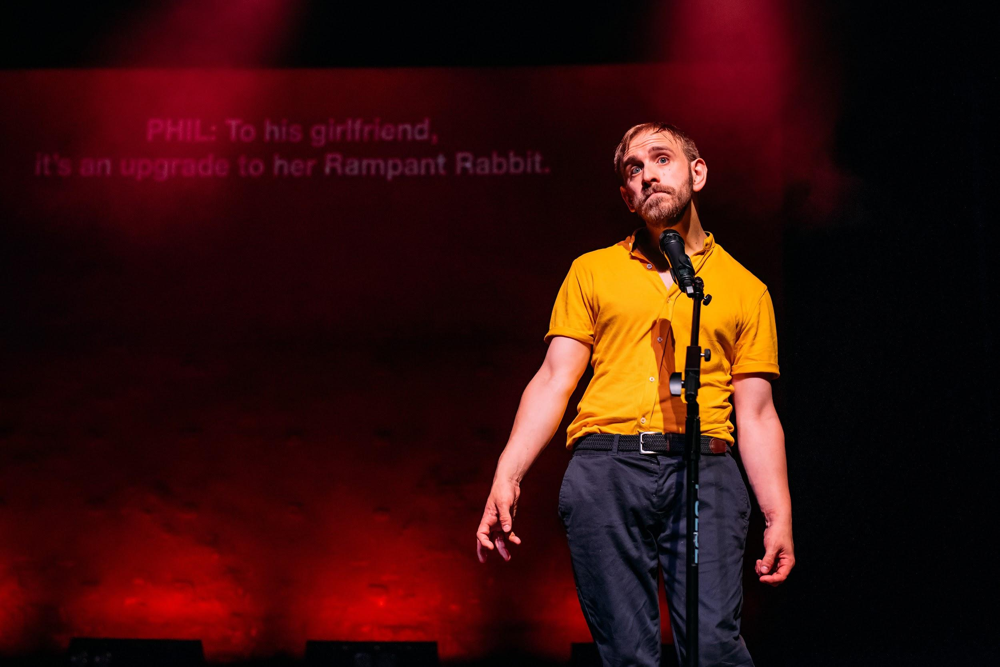 PHIL: To his girlfriend,
it's an upgrade to her Rampant Rabbit.